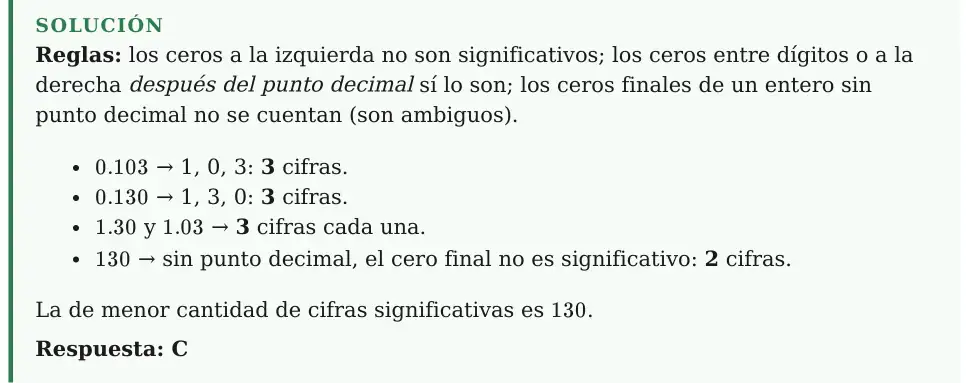 SOLUCIÓN
Reglas: los ceros a la izquierda no son significativos; los ceros entre dígitos o a la
derecha después del punto decimal sí lo son; los ceros finales de un entero sin
punto decimal no se cuentan (son ambiguos).
• 0.103 → 1, 0, 3: 3 cifras.
• 0.130 → 1, 3, 0: 3 cifras.
• 1.30 y 1.03 → 3 cifras cada una.
• 130 → sin punto decimal, el cero final no es significativo: 2 cifras.
La de menor cantidad de cifras significativas es 130.
Respuesta: C